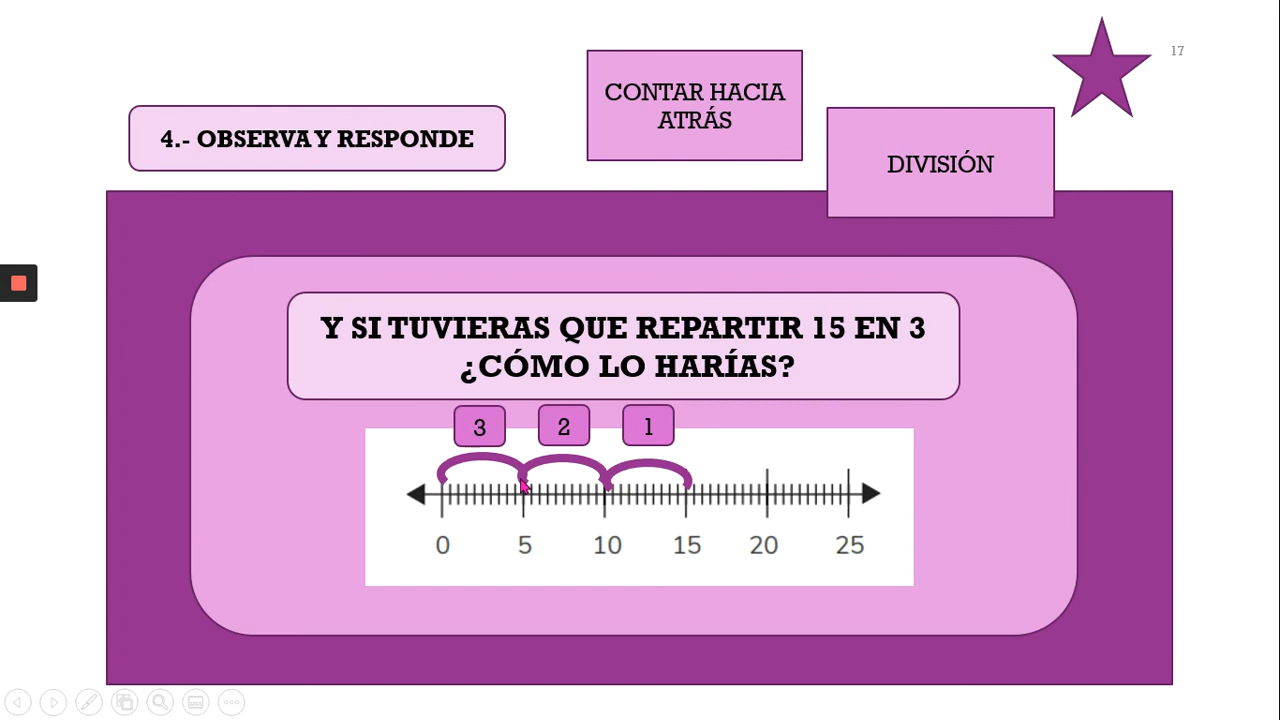 17
CONTAR HACIA
ATRÁS
4.- OBSERVA Y RESPONDE
DIVISIÓN
Y SI TUVIERAS QUE REPARTIR 15 EN 3
¿CÓMO LO HARÍAS?
3 2 1
0 5 10 15 20 25